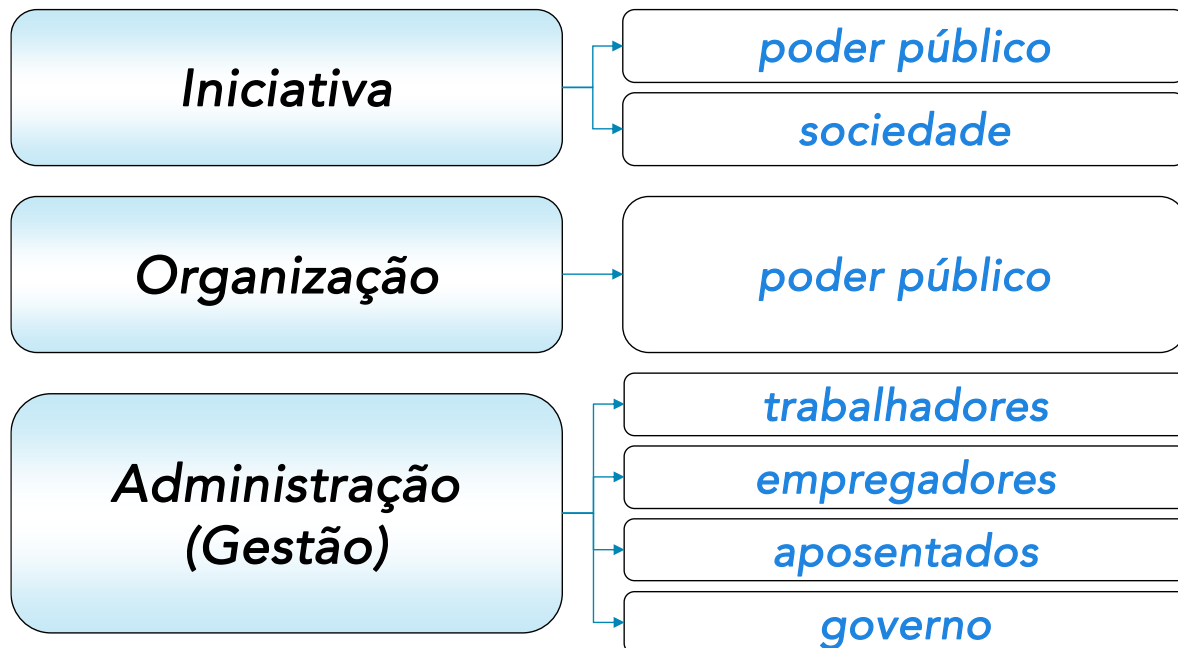 Iniciativa
poder público
sociedade
Organização
poder público
Administração
(Gestão)
trabalhadores
empregadores
aposentados
governo